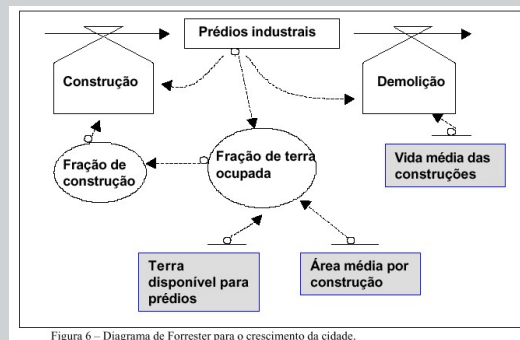 Prédios industriais
Construção
Demolição
Fração de
construção
Fração de terra
ocupada
Vida média das
construções
Terra
disponível para
prédios
Área média por
construção
Figura 6 – Diagrama de Forrester para o crescimento da cidade.